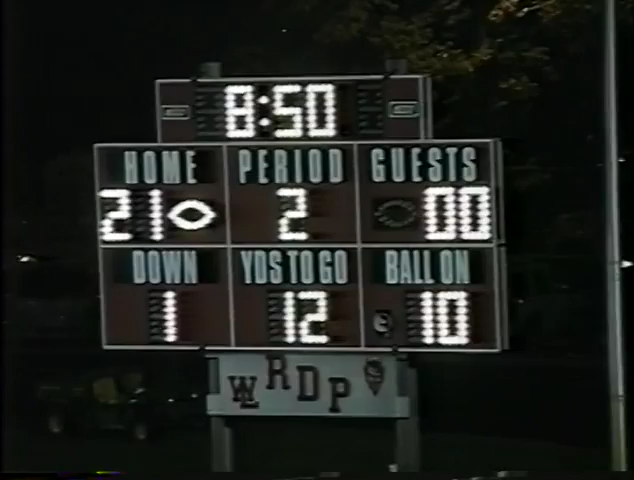 8:50
HOME PERIOD GUESTS
21 2 00
DOWN YDS TO GO BALL ON
1 12 10
WL RDP